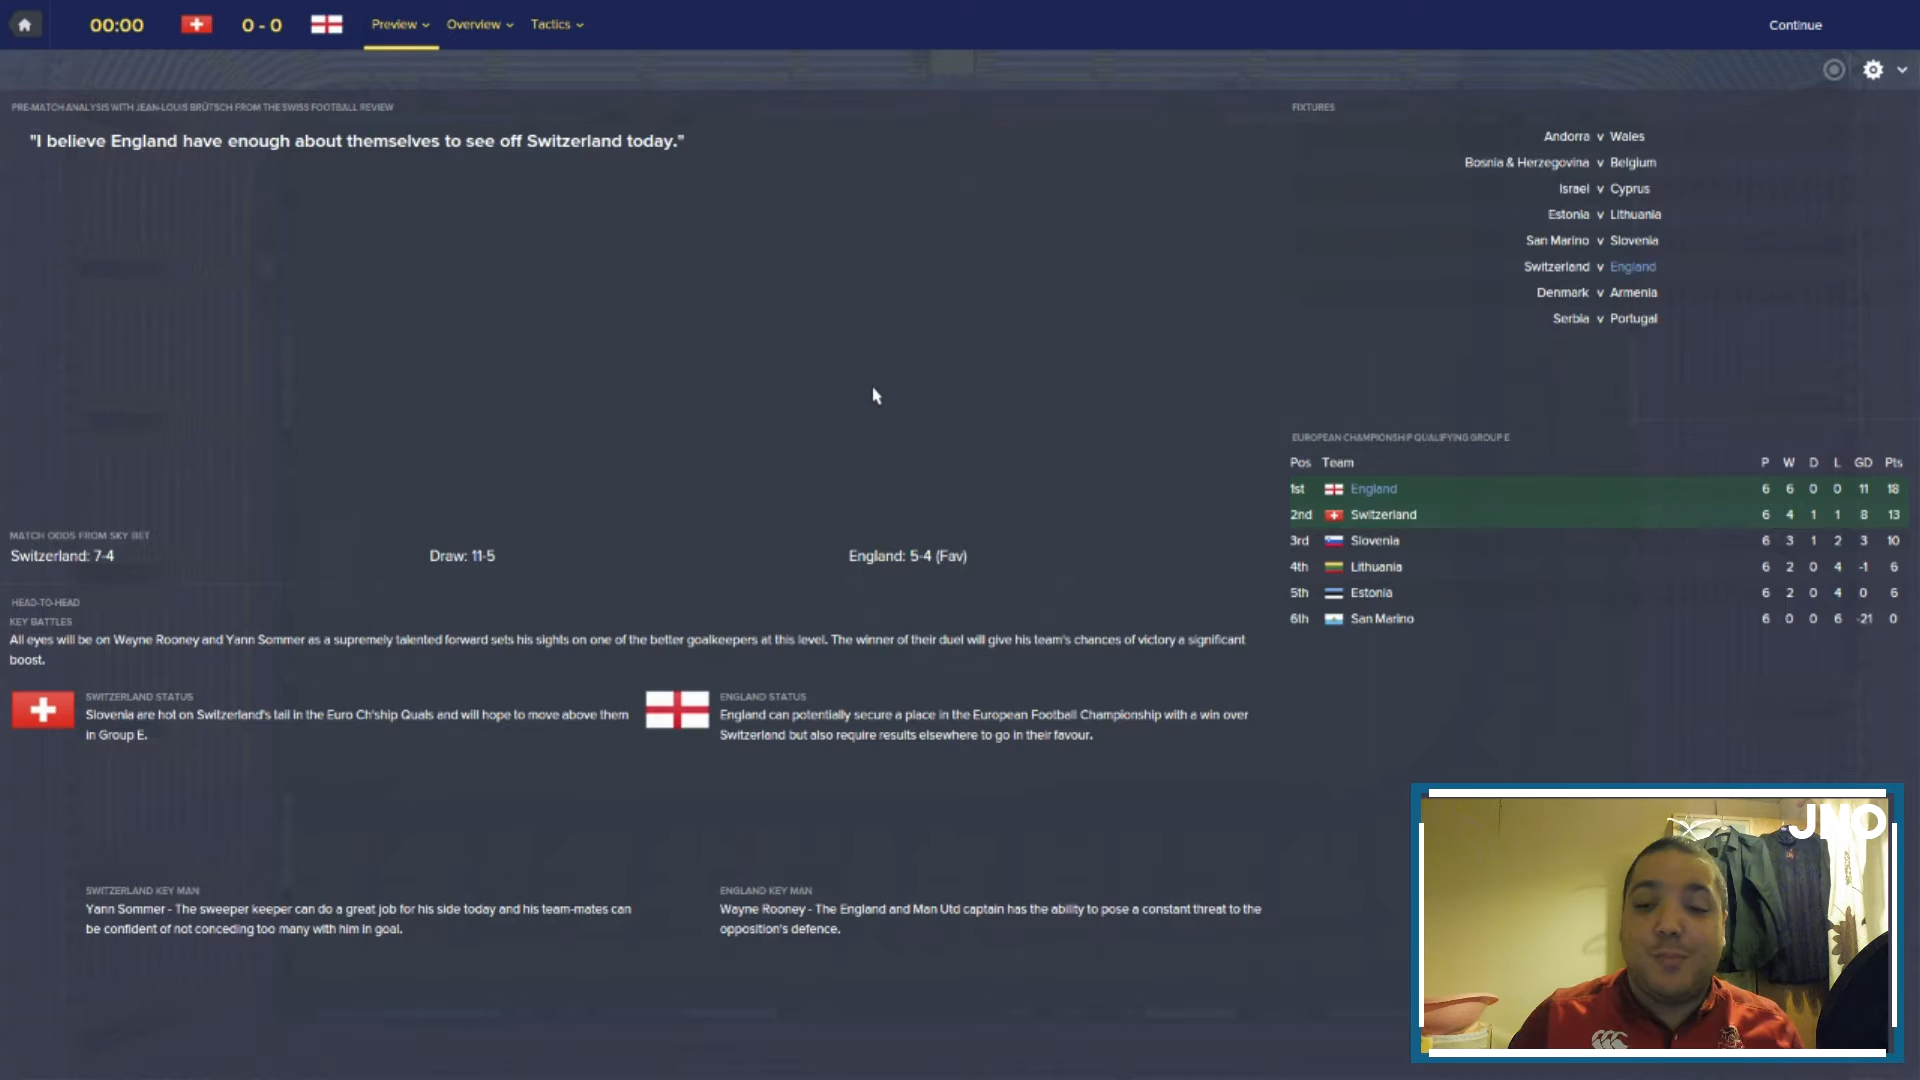 00:00 0 - 0 Preview Overview Tactics Continue
PRE-MATCH ANALYSIS WITH JEAN-LOUIS BRÜTSCH FROM THE SWISS FOOTBALL REVIEW
"I believe England have enough about themselves to see off Switzerland today."
FIXTURES
Andorra v Wales
Bosnia & Herzegovina v Belgium
Israel v Cyprus
Estonia v Lithuania
San Marino v Slovenia
Switzerland v England
Denmark v Armenia
Serbia v Portugal
EUROPEAN CHAMPIONSHIP QUALIFYING GROUP E
Pos Team P W D L GD Pts
1st England 6 6 0 0 11 18
2nd Switzerland 6 4 1 1 8 13
3rd Slovenia 6 3 1 2 3 10
4th Lithuania 6 2 0 4 -1 6
5th Estonia 6 2 0 4 0 6
6th San Marino 6 0 0 6 -21 0
MATCH ODDS FROM SKY BET
Switzerland: 7-4 Draw: 11-5 England: 5-4 (Fav)
HEAD-TO-HEAD
KEY BATTLES
All eyes will be on Wayne Rooney and Yann Sommer as a supremely talented forward sets his sights on one of the better goalkeepers at this level. The winner of their duel will give his team's chances of victory a significant
boost.
SWITZERLAND STATUS
Slovenia are hot on Switzerland's tail in the Euro Ch'ship Quals and will hope to move above them
in Group E.
ENGLAND STATUS
England can potentially secure a place in the European Football Championship with a win over
Switzerland but also require results elsewhere to go in their favour.
SWITZERLAND KEY MAN
Yann Sommer - The sweeper keeper can do a great job for his side today and his team-mates can
be confident of not conceding too many with him in goal.
ENGLAND KEY MAN
Wayne Rooney - The England and Man Utd captain has the ability to pose a constant threat to the
opposition's defence.
JNO